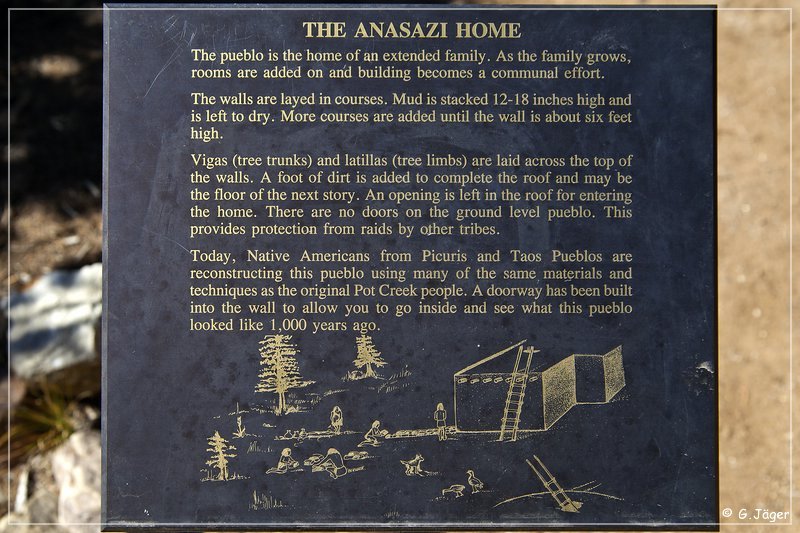 THE ANASAZI HOME
The pueblo is the home of an extended family. As the family grows,
rooms are added on and building becomes a communal effort.
The walls are layed in courses. Mud is stacked 12-18 inches high and
is left to dry. More courses are added until the wall is about six feet
high.
Vigas (tree trunks) and latillas (tree limbs) are laid across the top of
the walls. A foot of dirt is added to complete the roof and may be
the floor of the next story. An opening is left in the roof for entering
the home. There are no doors on the ground level pueblo. This
provides protection from raids by other tribes.
Today, Native Americans from Picuris and Taos Pueblos are
reconstructing this pueblo using many of the same materials and
techniques as the original Pot Creek people. A doorway has been built
into the wall to allow you to go inside and see what this pueblo
looked like 1,000 years ago.
© G.Jäger